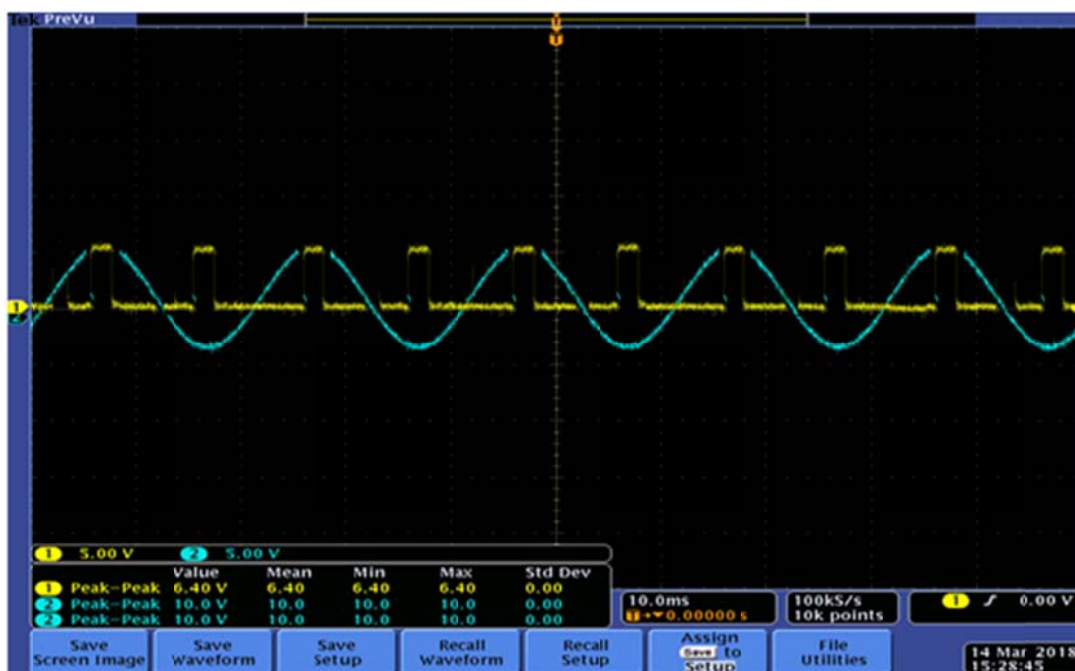 Tek PreVu
T
T
1
2
1 5.00 V 2 5.00 V
Value Mean Min Max Std Dev
1 Peak-Peak 6.40 V 6.40 6.40 6.40 0.00
2 Peak-Peak 10.0 V 10.0 10.0 10.0 0.00
2 Peak-Peak 10.0 V 10.0 10.0 10.0 0.00
10.0ms
T 0.00000 s
100kS/s
10k points
1 0.00 V
Save
Screen Image
Save
Waveform
Save
Setup
Recall
Waveform
Recall
Setup
Assign
Save to
Setup
File
Utilities
14 Mar 2018
15:28:45